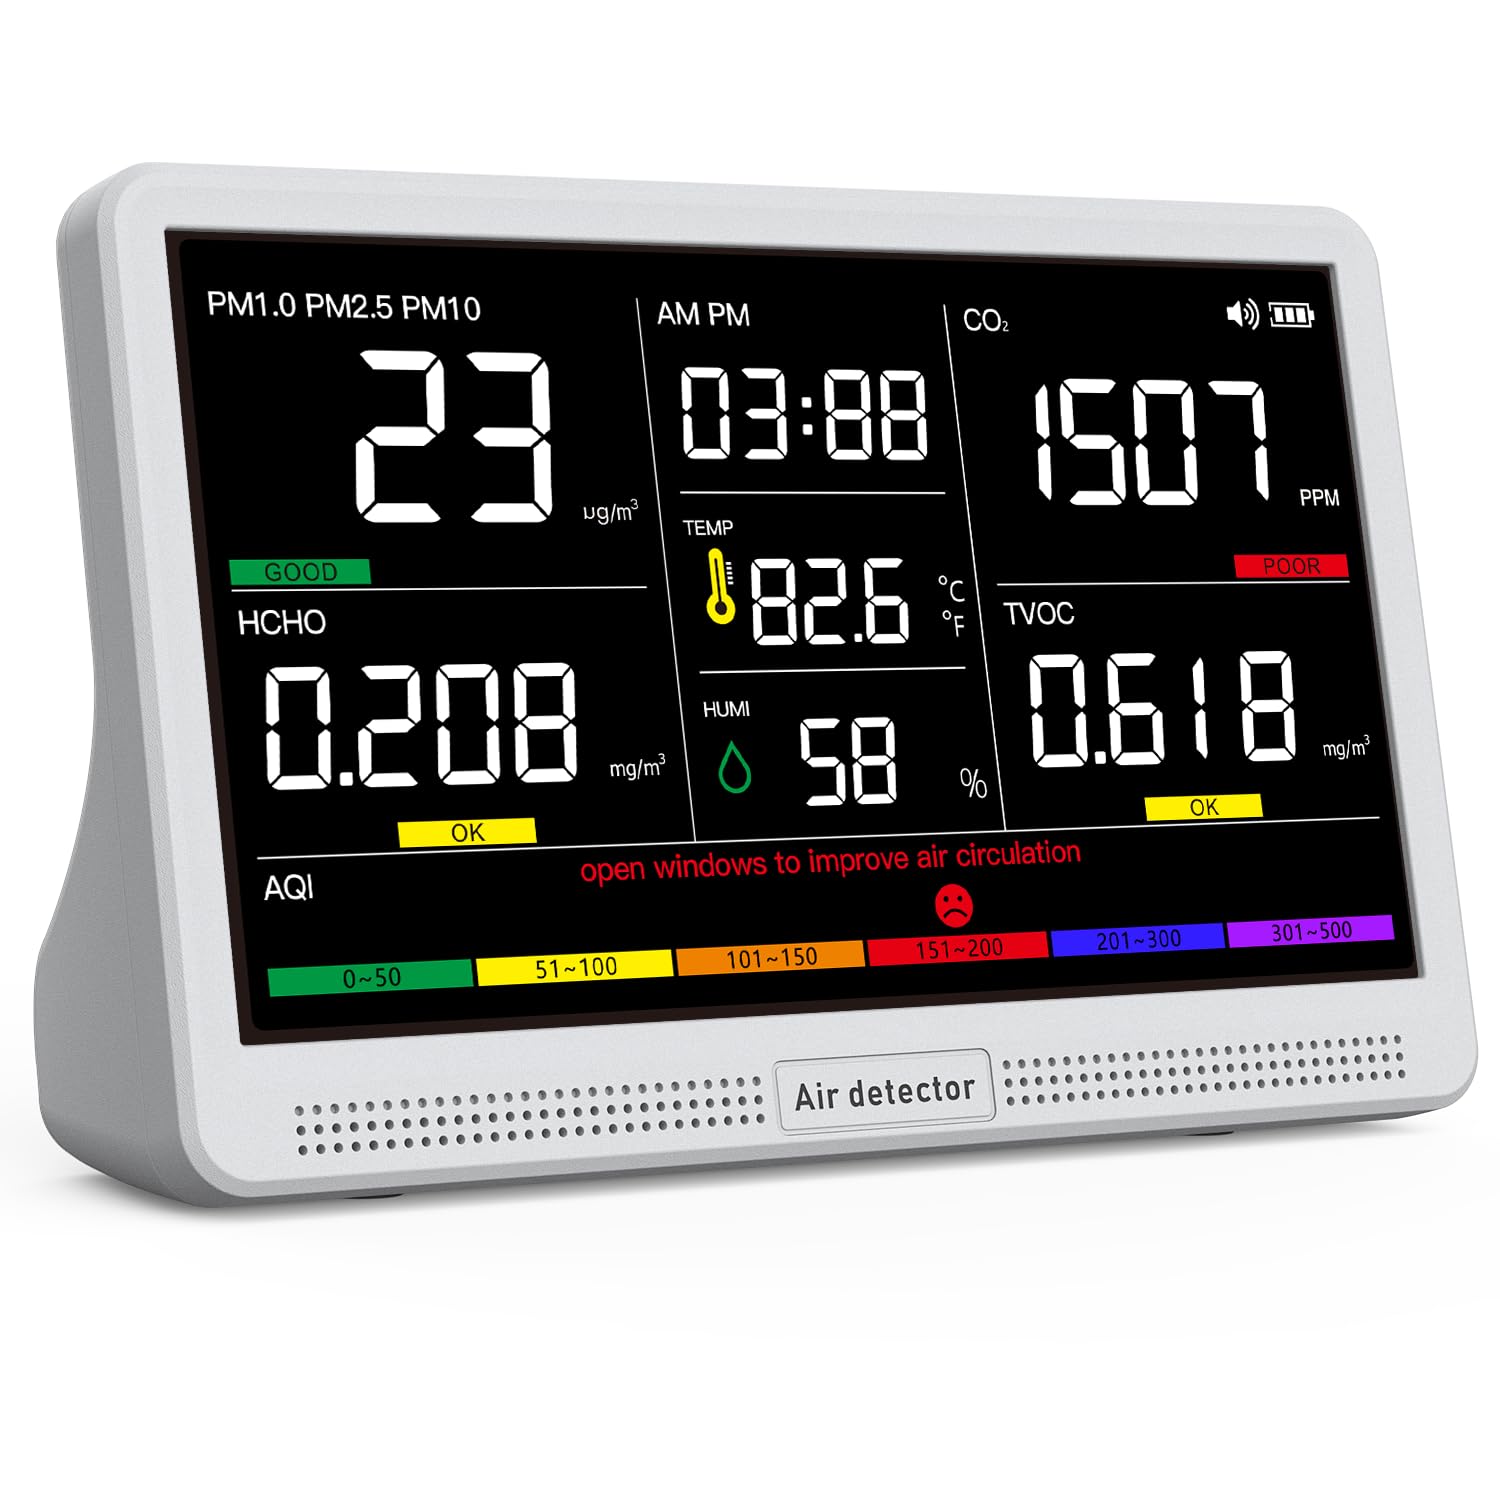 PM1.0 PM2.5 PM10
23
µg/m³
GOOD
HCHO
0.208
mg/m³
OK
AM PM
03:88
TEMP
82.6
°C
°F
HUMI
58
%
CO₂
1507
PPM
POOR
TVOC
0.618
mg/m³
OK
open windows to improve air circulation
AQI
0~50 51~100 101~150 151~200 201~300 301~500
Air detector